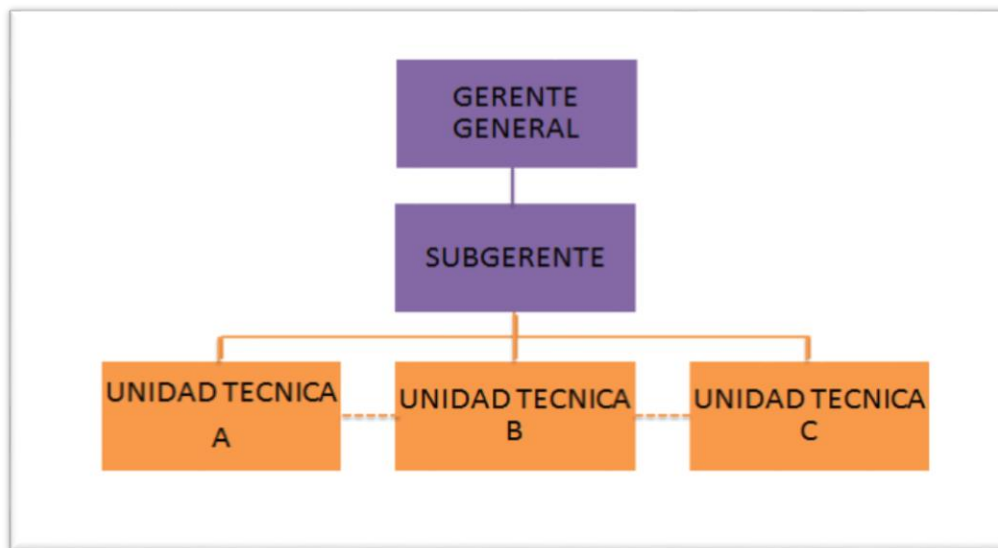 GERENTE
GENERAL
SUBGERENTE
UNIDAD TECNICA
A
UNIDAD TECNICA
B
UNIDAD TECNICA
C